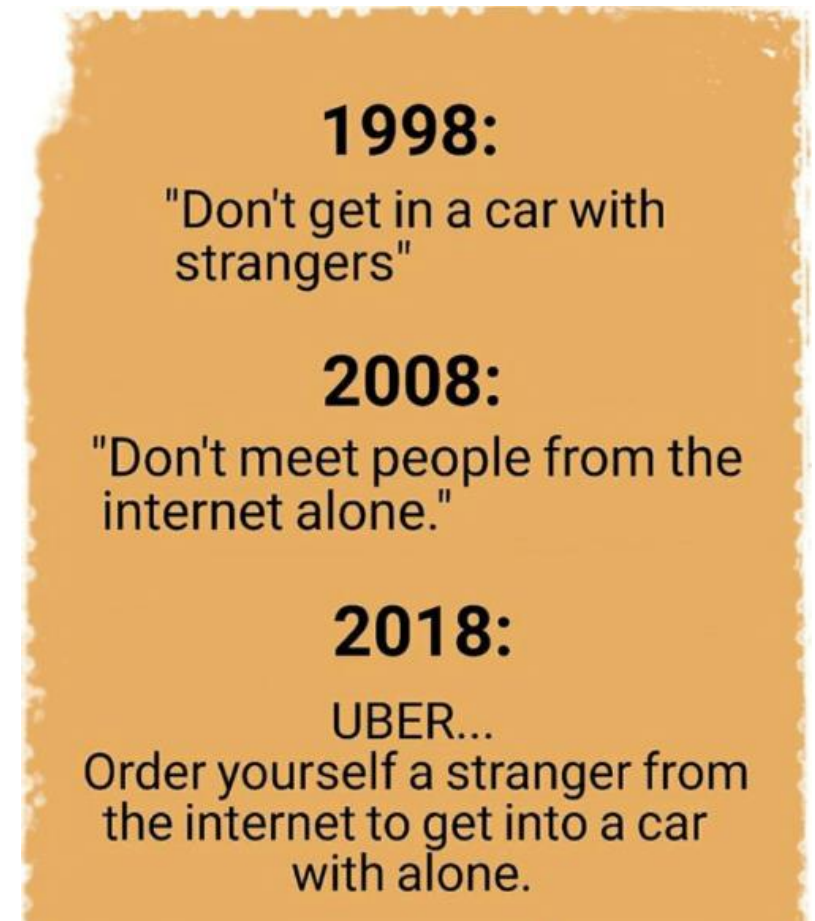 1998:
"Don't get in a car with
strangers"
2008:
"Don't meet people from the
internet alone."
2018:
UBER...
Order yourself a stranger from
the internet to get into a car
with alone.